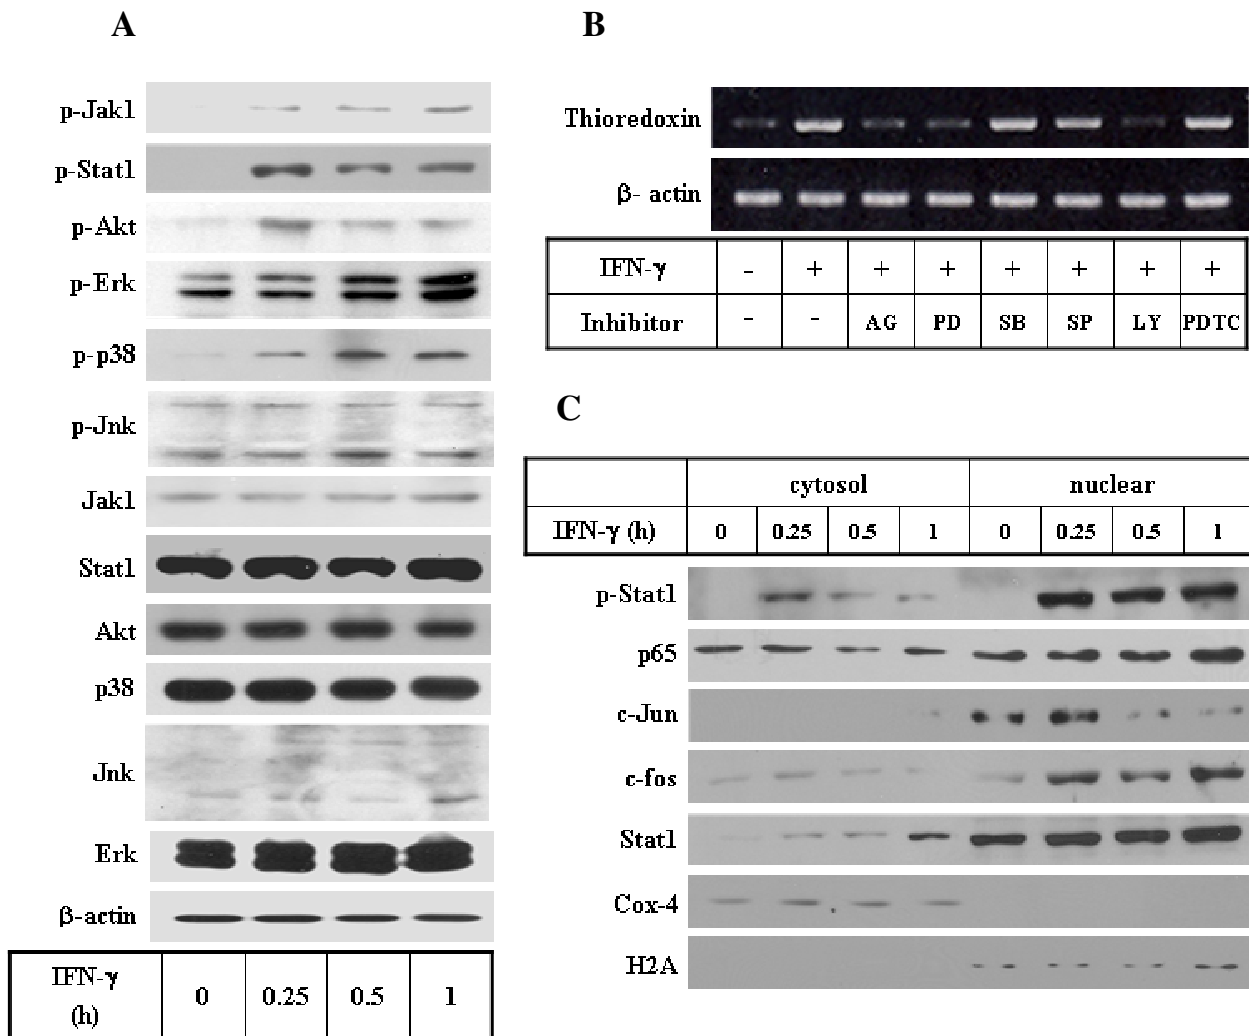 A
p-Jak1
p-Stat1
p-Akt
p-Erk
p-p38
p-Jnk
Jak1
Stat1
Akt
p38
Jnk
Erk
β-actin
IFN-γ (h) 0 0.25 0.5 1
B
Thioredoxin
β- actin
IFN-γ - + + + + + + +
Inhibitor - - AG PD SB SP LY PDTC
C
cytosol nuclear
IFN-γ (h) 0 0.25 0.5 1 0 0.25 0.5 1
p-Stat1
p65
c-Jun
c-fos
Stat1
Cox-4
H2A